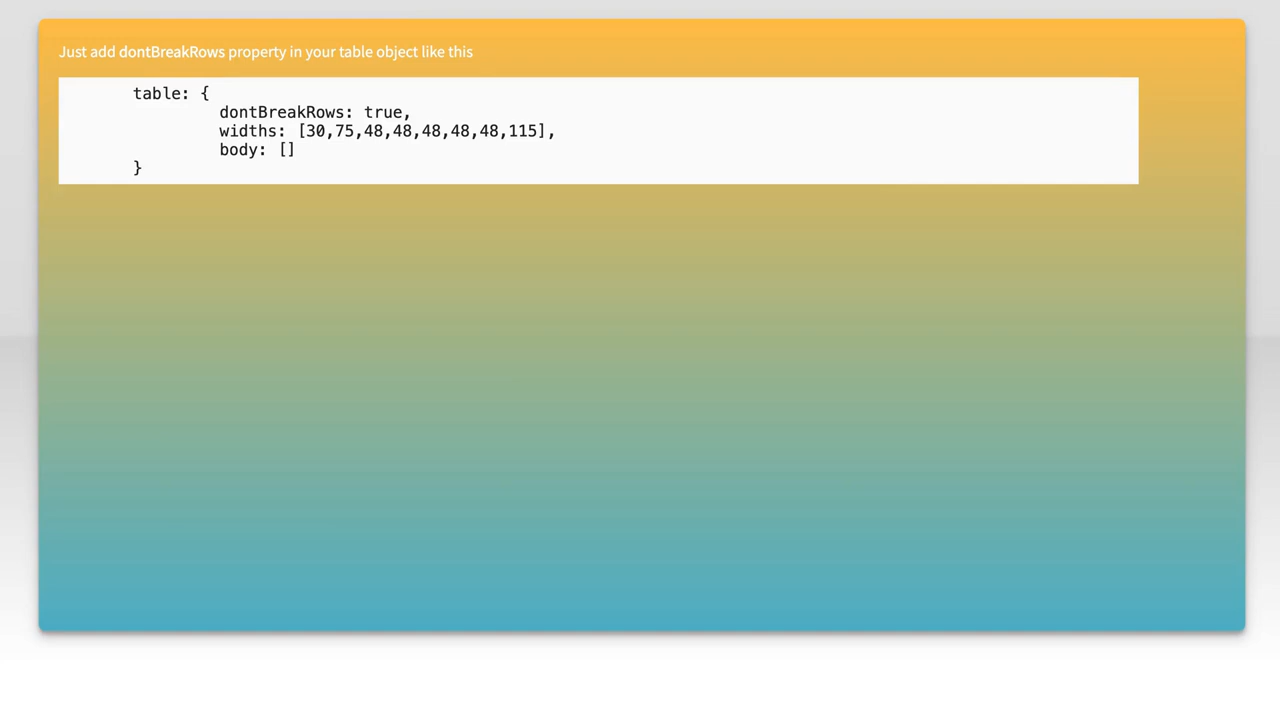 Just add dontBreakRows property in your table object like this
table: {
dontBreakRows: true,
widths: [30,75,48,48,48,48,48,115],
body: []
}